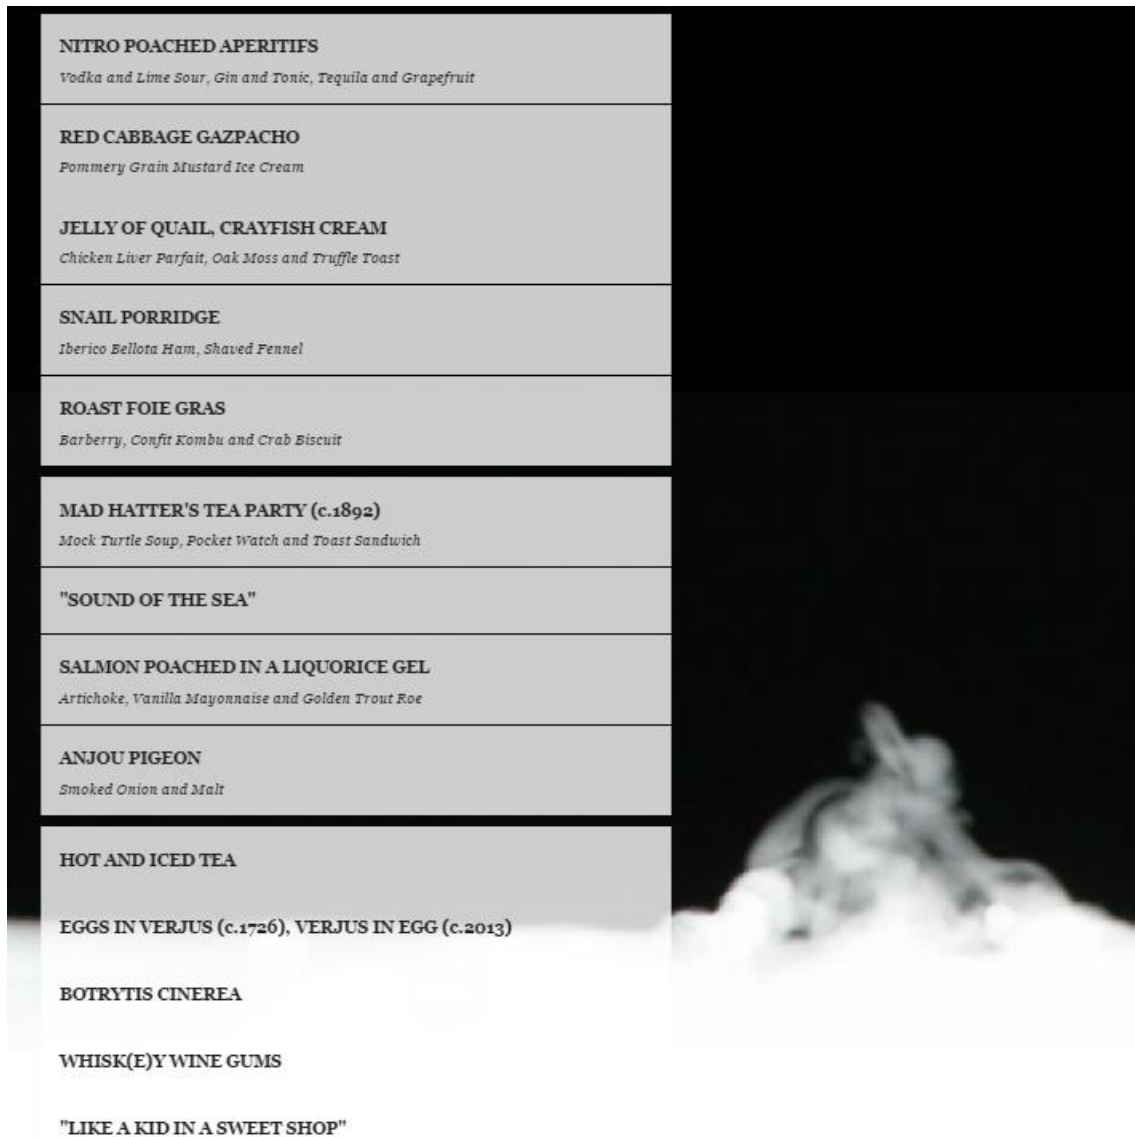 NITRO POACHED APERITIFS
Vodka and Lime Sour, Gin and Tonic, Tequila and Grapefruit
RED CABBAGE GAZPACHO
Pommery Grain Mustard Ice Cream
JELLY OF QUAIL, CRAYFISH CREAM
Chicken Liver Parfait, Oak Moss and Truffle Toast
SNAIL PORRIDGE
Iberico Bellota Ham, Shaved Fennel
ROAST FOIE GRAS
Barberry, Confit Kombu and Crab Biscuit
MAD HATTER'S TEA PARTY (c.1892)
Mock Turtle Soup, Pocket Watch and Toast Sandwich
"SOUND OF THE SEA"
SALMON POACHED IN A LIQUORICE GEL
Artichoke, Vanilla Mayonnaise and Golden Trout Roe
ANJOU PIGEON
Smoked Onion and Malt
HOT AND ICED TEA
EGGS IN VERJUS (c.1726), VERJUS IN EGG (c.2013)
BOTRYTIS CINEREA
WHISK(E)Y WINE GUMS
"LIKE A KID IN A SWEET SHOP"